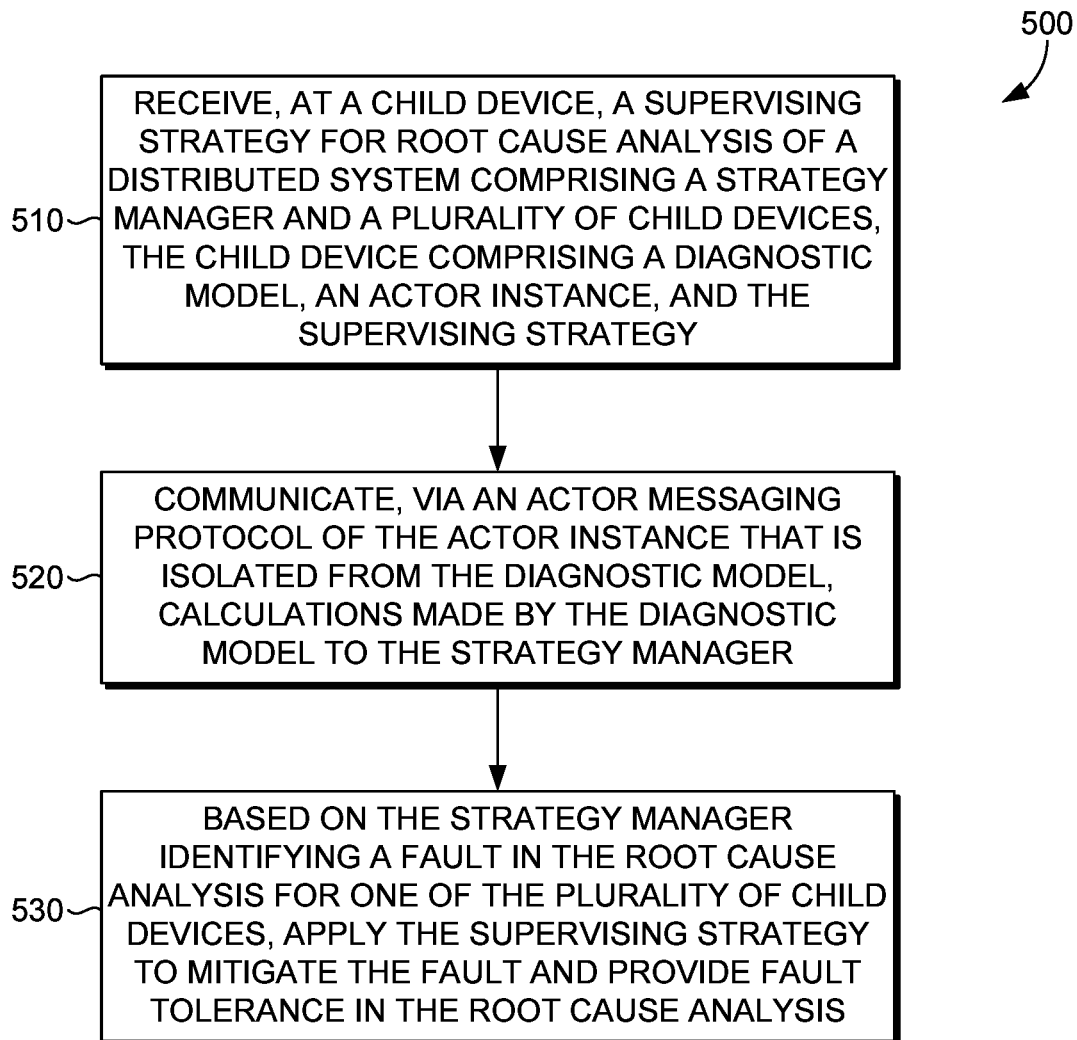 500
RECEIVE, AT A CHILD DEVICE, A SUPERVISING
STRATEGY FOR ROOT CAUSE ANALYSIS OF A
DISTRIBUTED SYSTEM COMPRISING A STRATEGY
MANAGER AND A PLURALITY OF CHILD DEVICES,
THE CHILD DEVICE COMPRISING A DIAGNOSTIC
MODEL, AN ACTOR INSTANCE, AND THE
SUPERVISING STRATEGY
510
COMMUNICATE, VIA AN ACTOR MESSAGING
PROTOCOL OF THE ACTOR INSTANCE THAT IS
ISOLATED FROM THE DIAGNOSTIC MODEL,
CALCULATIONS MADE BY THE DIAGNOSTIC
MODEL TO THE STRATEGY MANAGER
520
BASED ON THE STRATEGY MANAGER
IDENTIFYING A FAULT IN THE ROOT CAUSE
ANALYSIS FOR ONE OF THE PLURALITY OF CHILD
DEVICES, APPLY THE SUPERVISING STRATEGY
TO MITIGATE THE FAULT AND PROVIDE FAULT
TOLERANCE IN THE ROOT CAUSE ANALYSIS
530